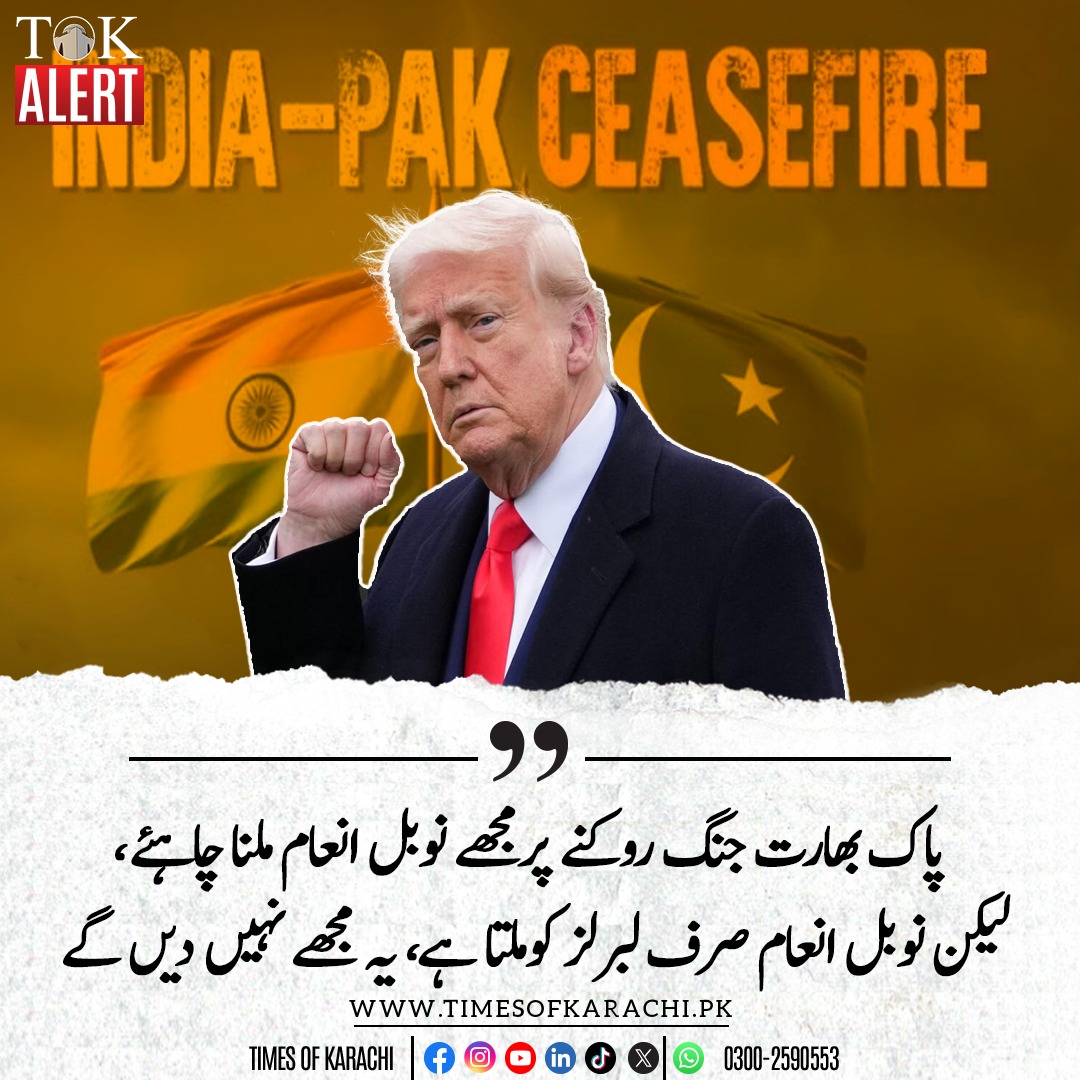 TOK
ALERT
INDIA-PAK CEASEFIRE
پاک بھارت جنگ روکنے پر مجھے نوبل انعام ملنا چاہئے،
لیکن نوبل انعام صرف لبرلز کو ملتا ہے، یہ مجھے نہیں دیں گے
WWW.TIMESOFKARACHI.PK
TIMES OF KARACHI 0300-2590553